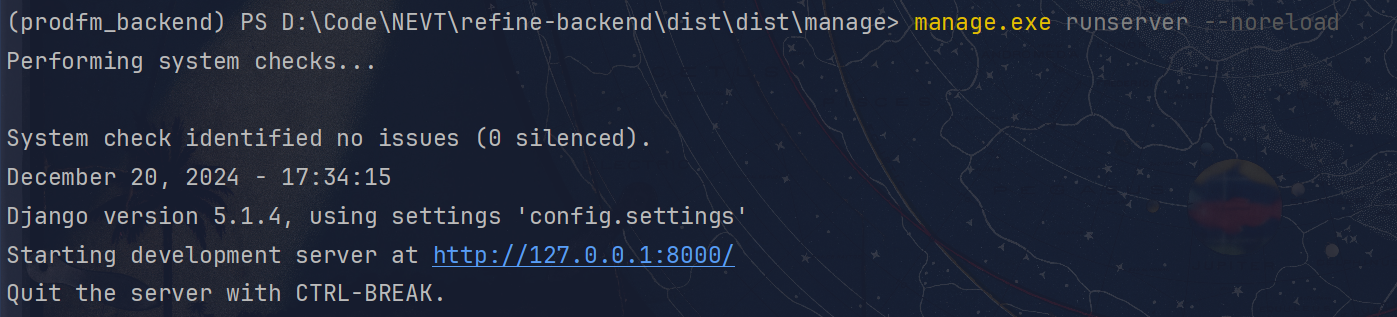 (prodfm_backend) PS D:\Code\NEVT\refine-backend\dist\dist\manage> manage.exe runserver --noreload
Performing system checks...
System check identified no issues (0 silenced).
December 20, 2024 - 17:34:15
Django version 5.1.4, using settings 'config.settings'
Starting development server at http://127.0.0.1:8000/
Quit the server with CTRL-BREAK.